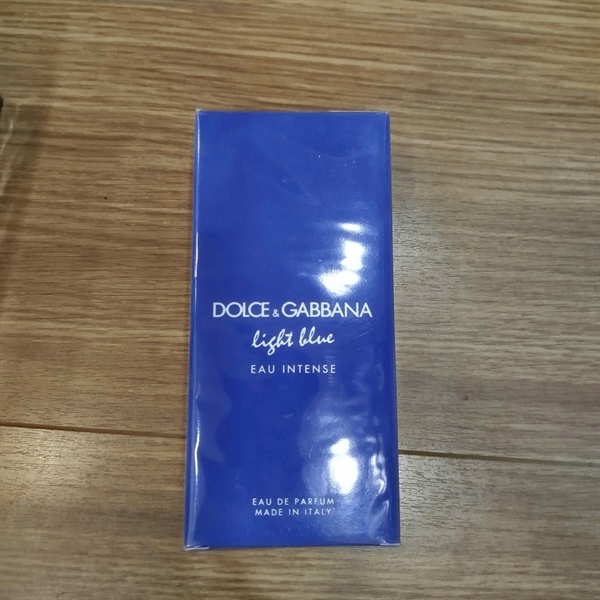 DOLCE & GABBANA
light blue
EAU INTENSE
EAU DE PARFUM
MADE IN ITALY